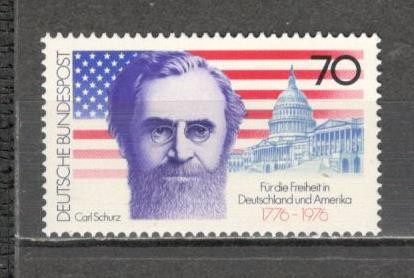 DEUTSCHE BUNDESPOST
70
Carl Schurz
Für die Freiheit in
Deutschland und Amerika
1776-1976